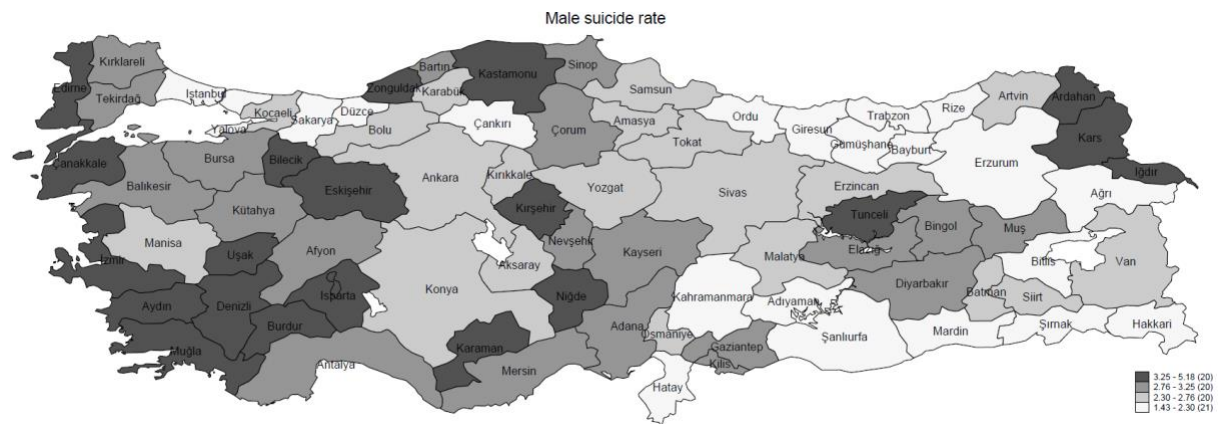 Male suicide rate
Kırklareli
Edirne
Tekirdağ
İstanbul
Kocaeli
Yalova
Sakarya
Düzce
Zonguldak
Bartın
Karabük
Kastamonu
Sinop
Samsun
Bolu
Çankırı
Çorum
Amasya
Ordu
Giresun
Trabzon
Rize
Artvin
Ardahan
Kars
Gümüşhane
Bayburt
Tokat
Çanakkale
Balıkesir
Bursa
Bilecik
Eskişehir
Ankara
Kırıkkale
Yozgat
Sivas
Erzincan
Erzurum
Iğdır
Ağrı
Kütahya
Kırşehir
Tunceli
Bingol
Muş
Manisa
Uşak
Afyon
Nevşehir
Kayseri
Elazığ
Malatya
Bitlis
Van
İzmir
Aksaray
Konya
Isparta
Niğde
Diyarbakır
Batman
Siirt
Aydın
Denizli
Burdur
Kahramanmara
Adıyaman
Muğla
Karaman
Adana
Osmaniye
Gaziantep
Kilis
Şanlıurfa
Mardin
Şırnak
Hakkari
Antalya
Mersin
Hatay
3.25 - 5.18 (20)
2.76 - 3.25 (20)
2.30 - 2.76 (20)
1.43 - 2.30 (21)